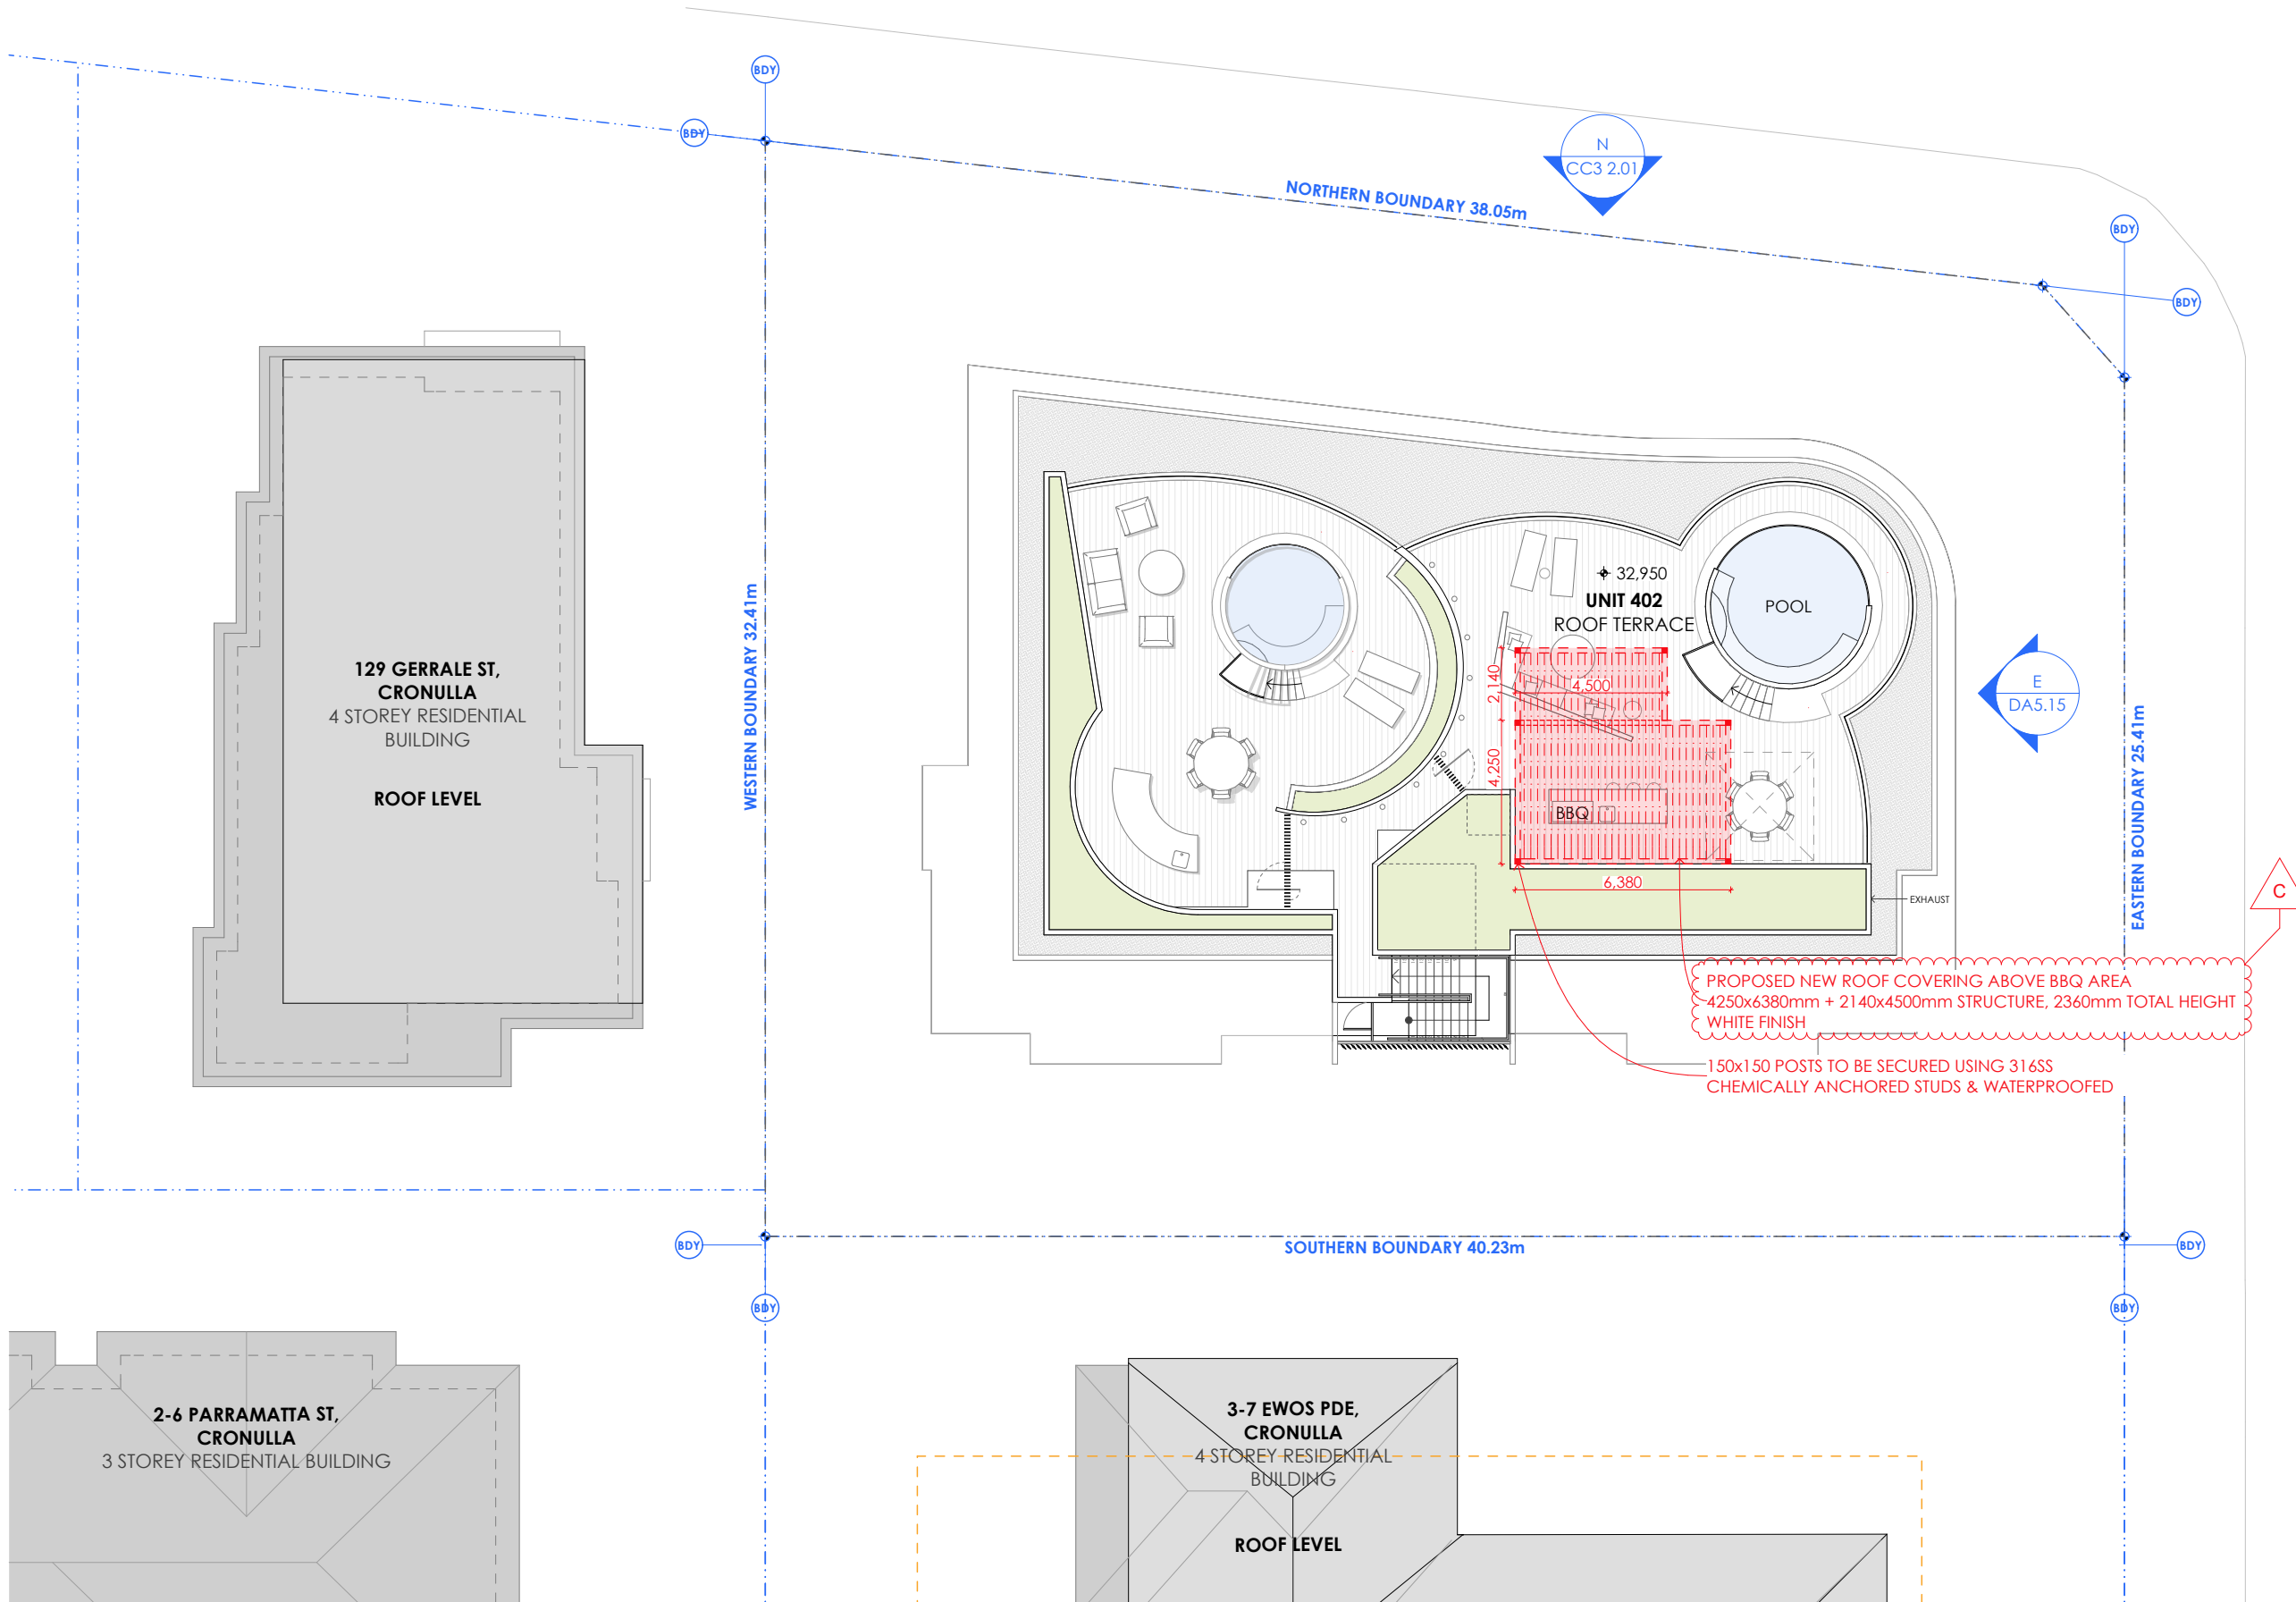 BDY
BDY
N
CC3 2.01
NORTHERN BOUNDARY 38.05m
BDY
BDY
32,950
UNIT 402
ROOF TERRACE
POOL
WESTERN BOUNDARY 32.41m
129 GERRALE ST,
CRONULLA
4 STOREY RESIDENTIAL
BUILDING
ROOF LEVEL
2,140
4,500
4,250
BBQ
6,380
E
DA5.15
EASTERN BOUNDARY 25.41m
EXHAUST
C
PROPOSED NEW ROOF COVERING ABOVE BBQ AREA
4250x6380mm + 2140x4500mm STRUCTURE, 2360mm TOTAL HEIGHT
WHITE FINISH
150x150 POSTS TO BE SECURED USING 316SS
CHEMICALLY ANCHORED STUDS & WATERPROOFED
BDY
SOUTHERN BOUNDARY 40.23m
BDY
BDY
BDY
2-6 PARRAMATTA ST,
CRONULLA
3 STOREY RESIDENTIAL BUILDING
3-7 EWOS PDE,
CRONULLA
4 STOREY RESIDENTIAL
BUILDING
ROOF LEVEL